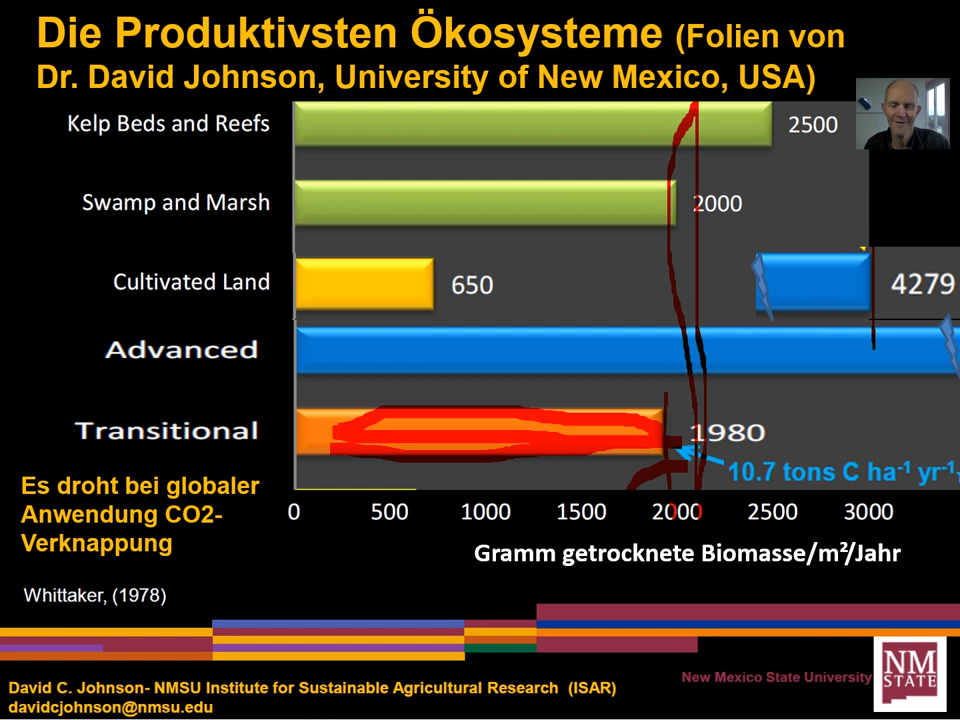 Die Produktivsten Ökosysteme (Folien von
Dr. David Johnson, University of New Mexico, USA)
Kelp Beds and Reefs
2500
Swamp and Marsh
2000
Cultivated Land
650
4279
Advanced
Transitional
1980
10.7 tons C ha-1 yr-1
Es droht bei globaler
Anwendung CO2-
Verknappung
0 500 1000 1500 2000 2500 3000
Gramm getrocknete Biomasse/m²/Jahr
Whittaker, (1978)
New Mexico State University
NM
STATE
David C. Johnson- NMSU Institute for Sustainable Agricultural Research (ISAR)
davidcjohnson@nmsu.edu